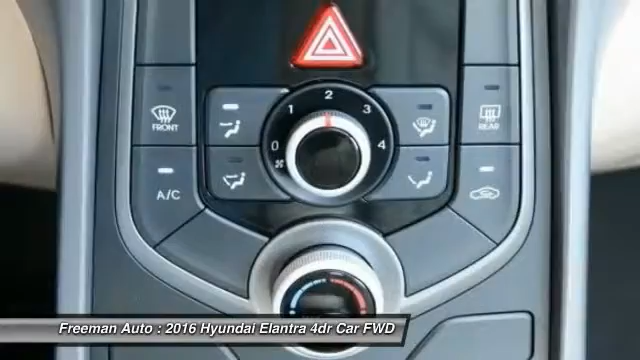 2
1 3
0 4
FRONT
REAR
A/C
Freeman Auto : 2016 Hyundai Elantra 4dr Car FWD